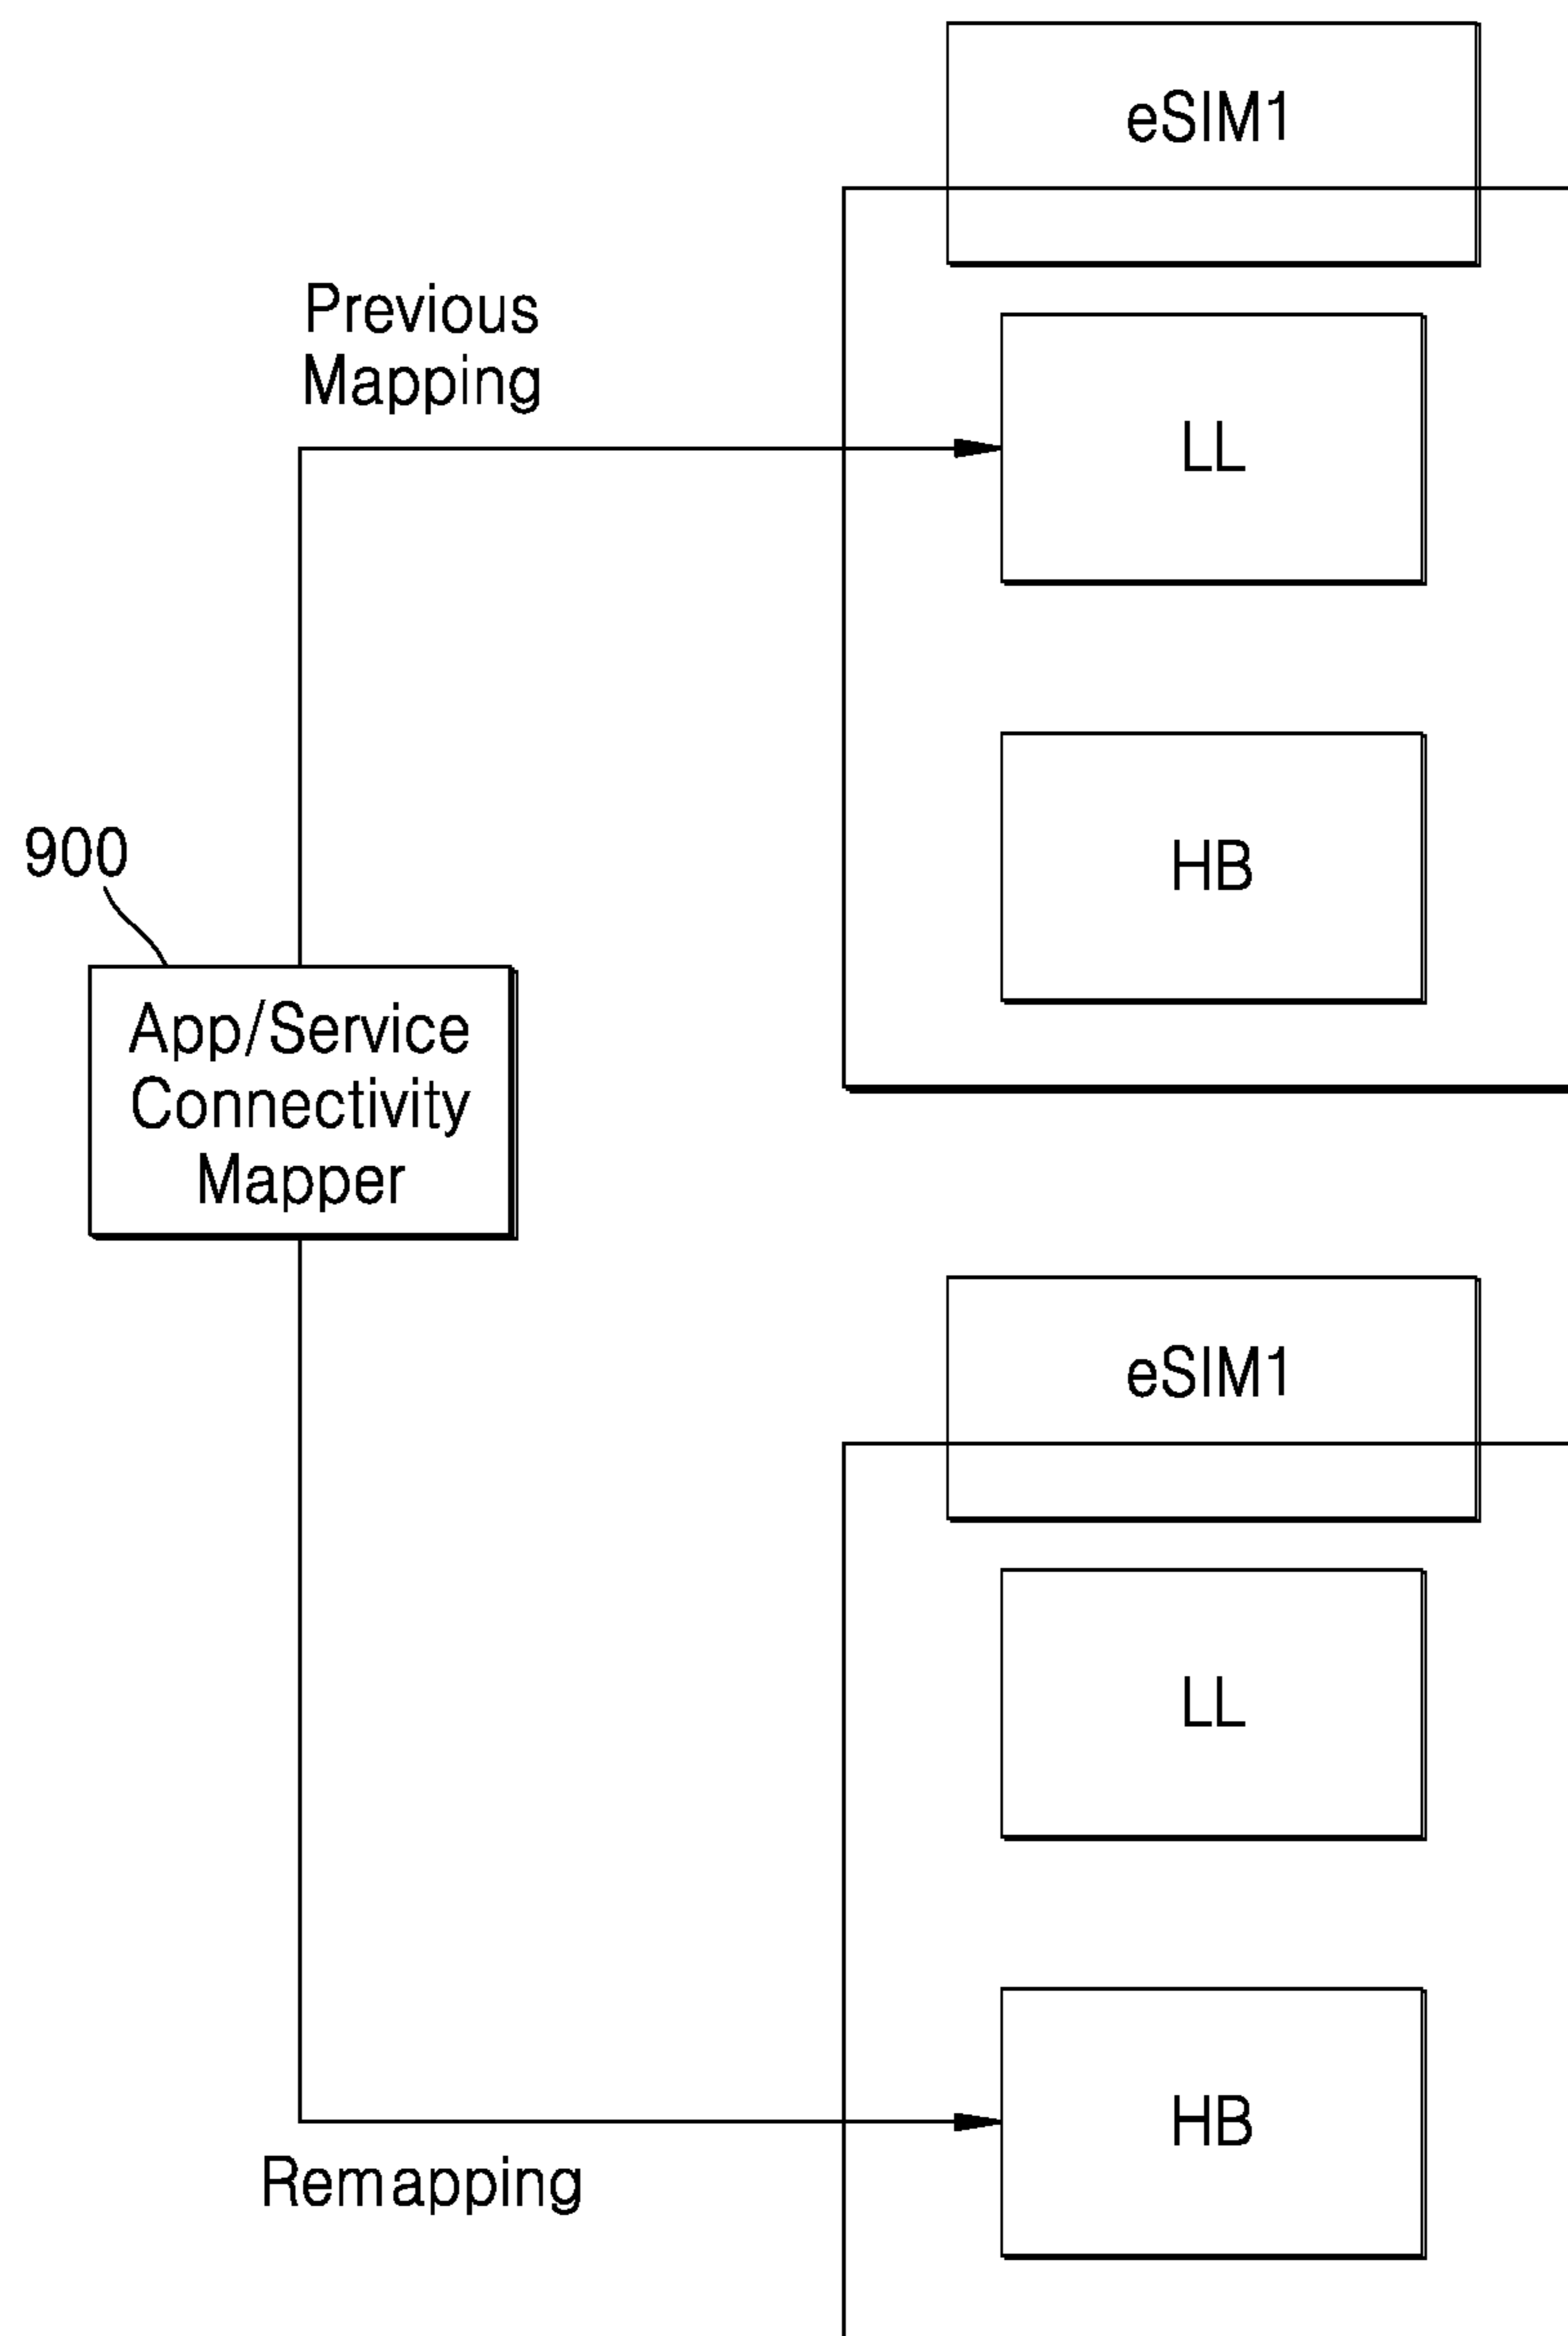 eSIM1
Previous
Mapping
LL
HB
900
App/Service
Connectivity
Mapper
eSIM1
LL
HB
Remapping